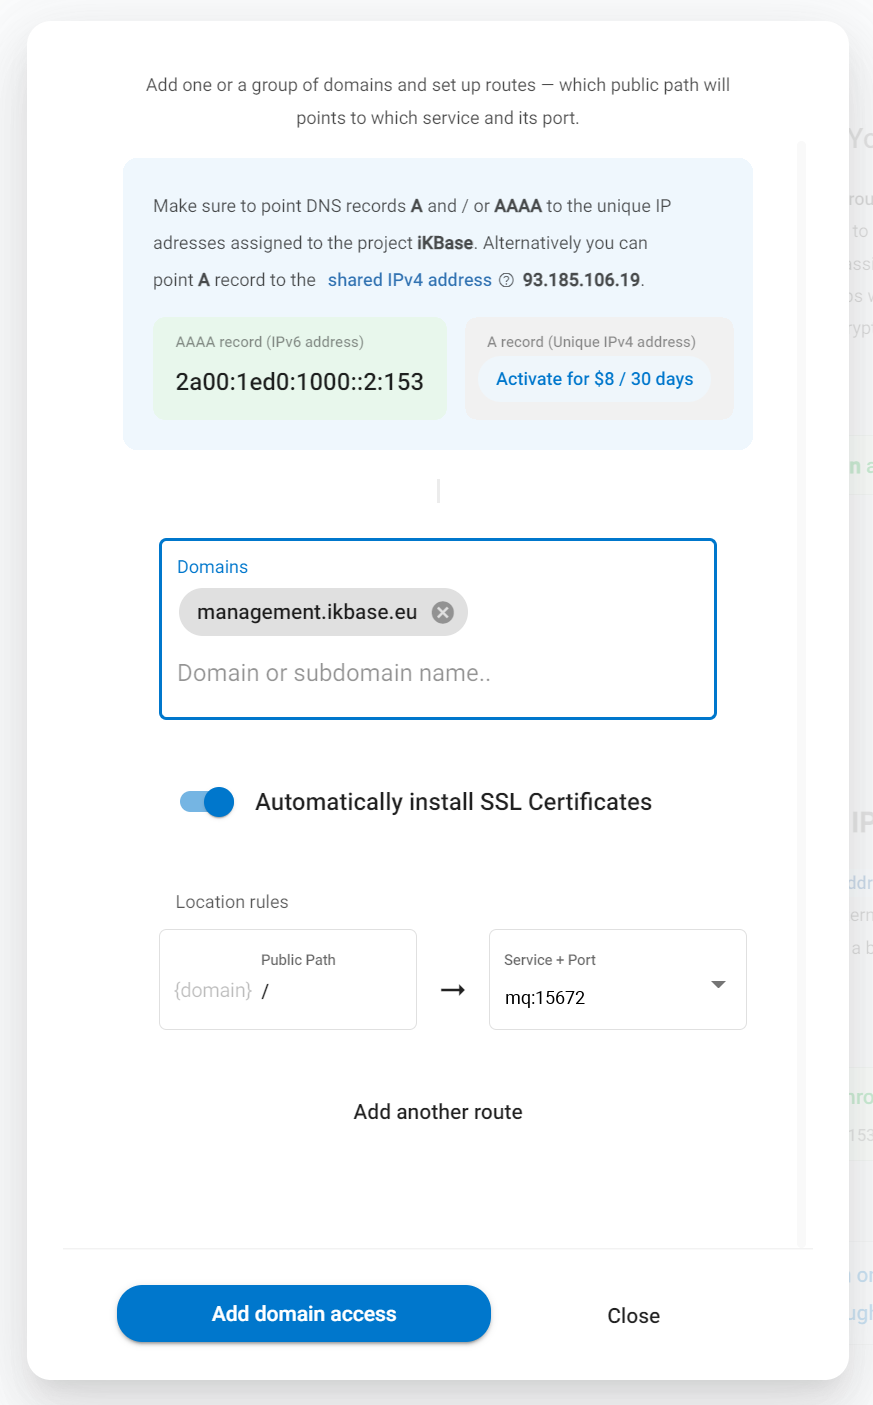 Add one or a group of domains and set up routes — which public path will
points to which service and its port.
Make sure to point DNS records A and / or AAAA to the unique IP
adresses assigned to the project iKBase. Alternatively you can
point A record to the shared IPv4 address 93.185.106.19.
AAAA record (IPv6 address)
2a00:1ed0:1000::2:153
A record (Unique IPv4 address)
Activate for $8 / 30 days
Domains
management.ikbase.eu
Domain or subdomain name..
Automatically install SSL Certificates
Location rules
Public Path
{domain} /
Service + Port
mq:15672
Add another route
Add domain access
Close